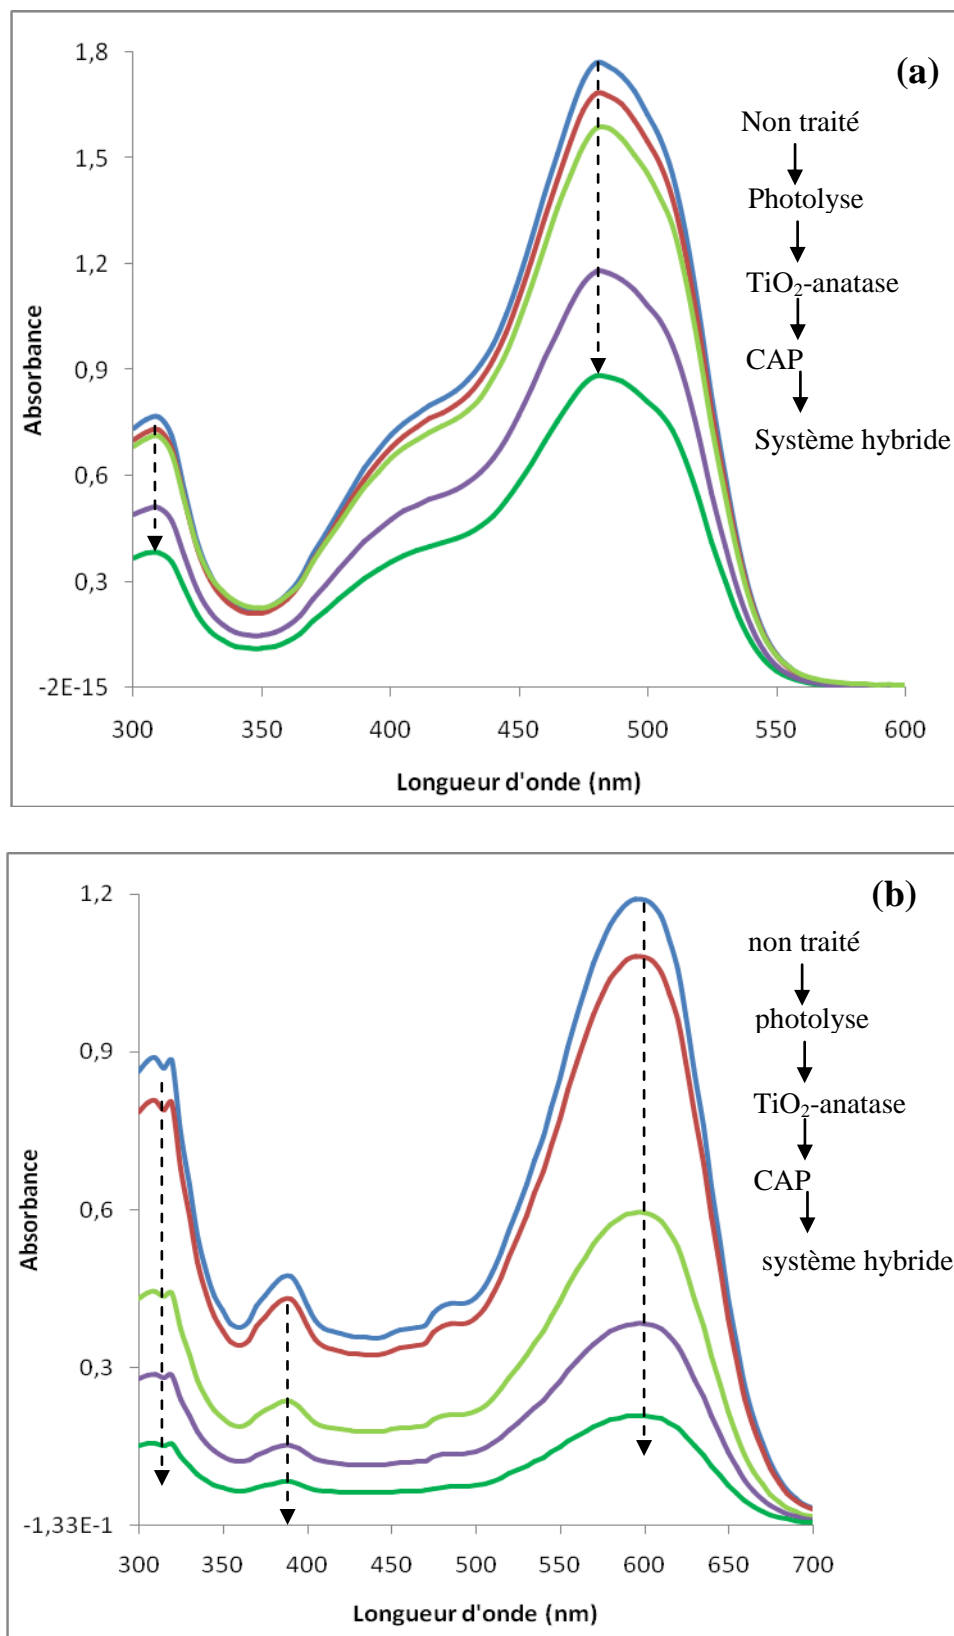 (a)
1,8
1,5
1,2
0,9
0,6
0,3
-2E-15
Absorbance
Non traité
Photolyse
TiO₂-anatase
CAP
Système hybride
300 350 400 450 500 550 600
Longueur d'onde (nm)
(b)
1,2
0,9
0,6
0,3
-1,33E-1
Absorbance
non traité
photolyse
TiO₂-anatase
CAP
système hybride
300 350 400 450 500 550 600 650 700
Longueur d'onde (nm)